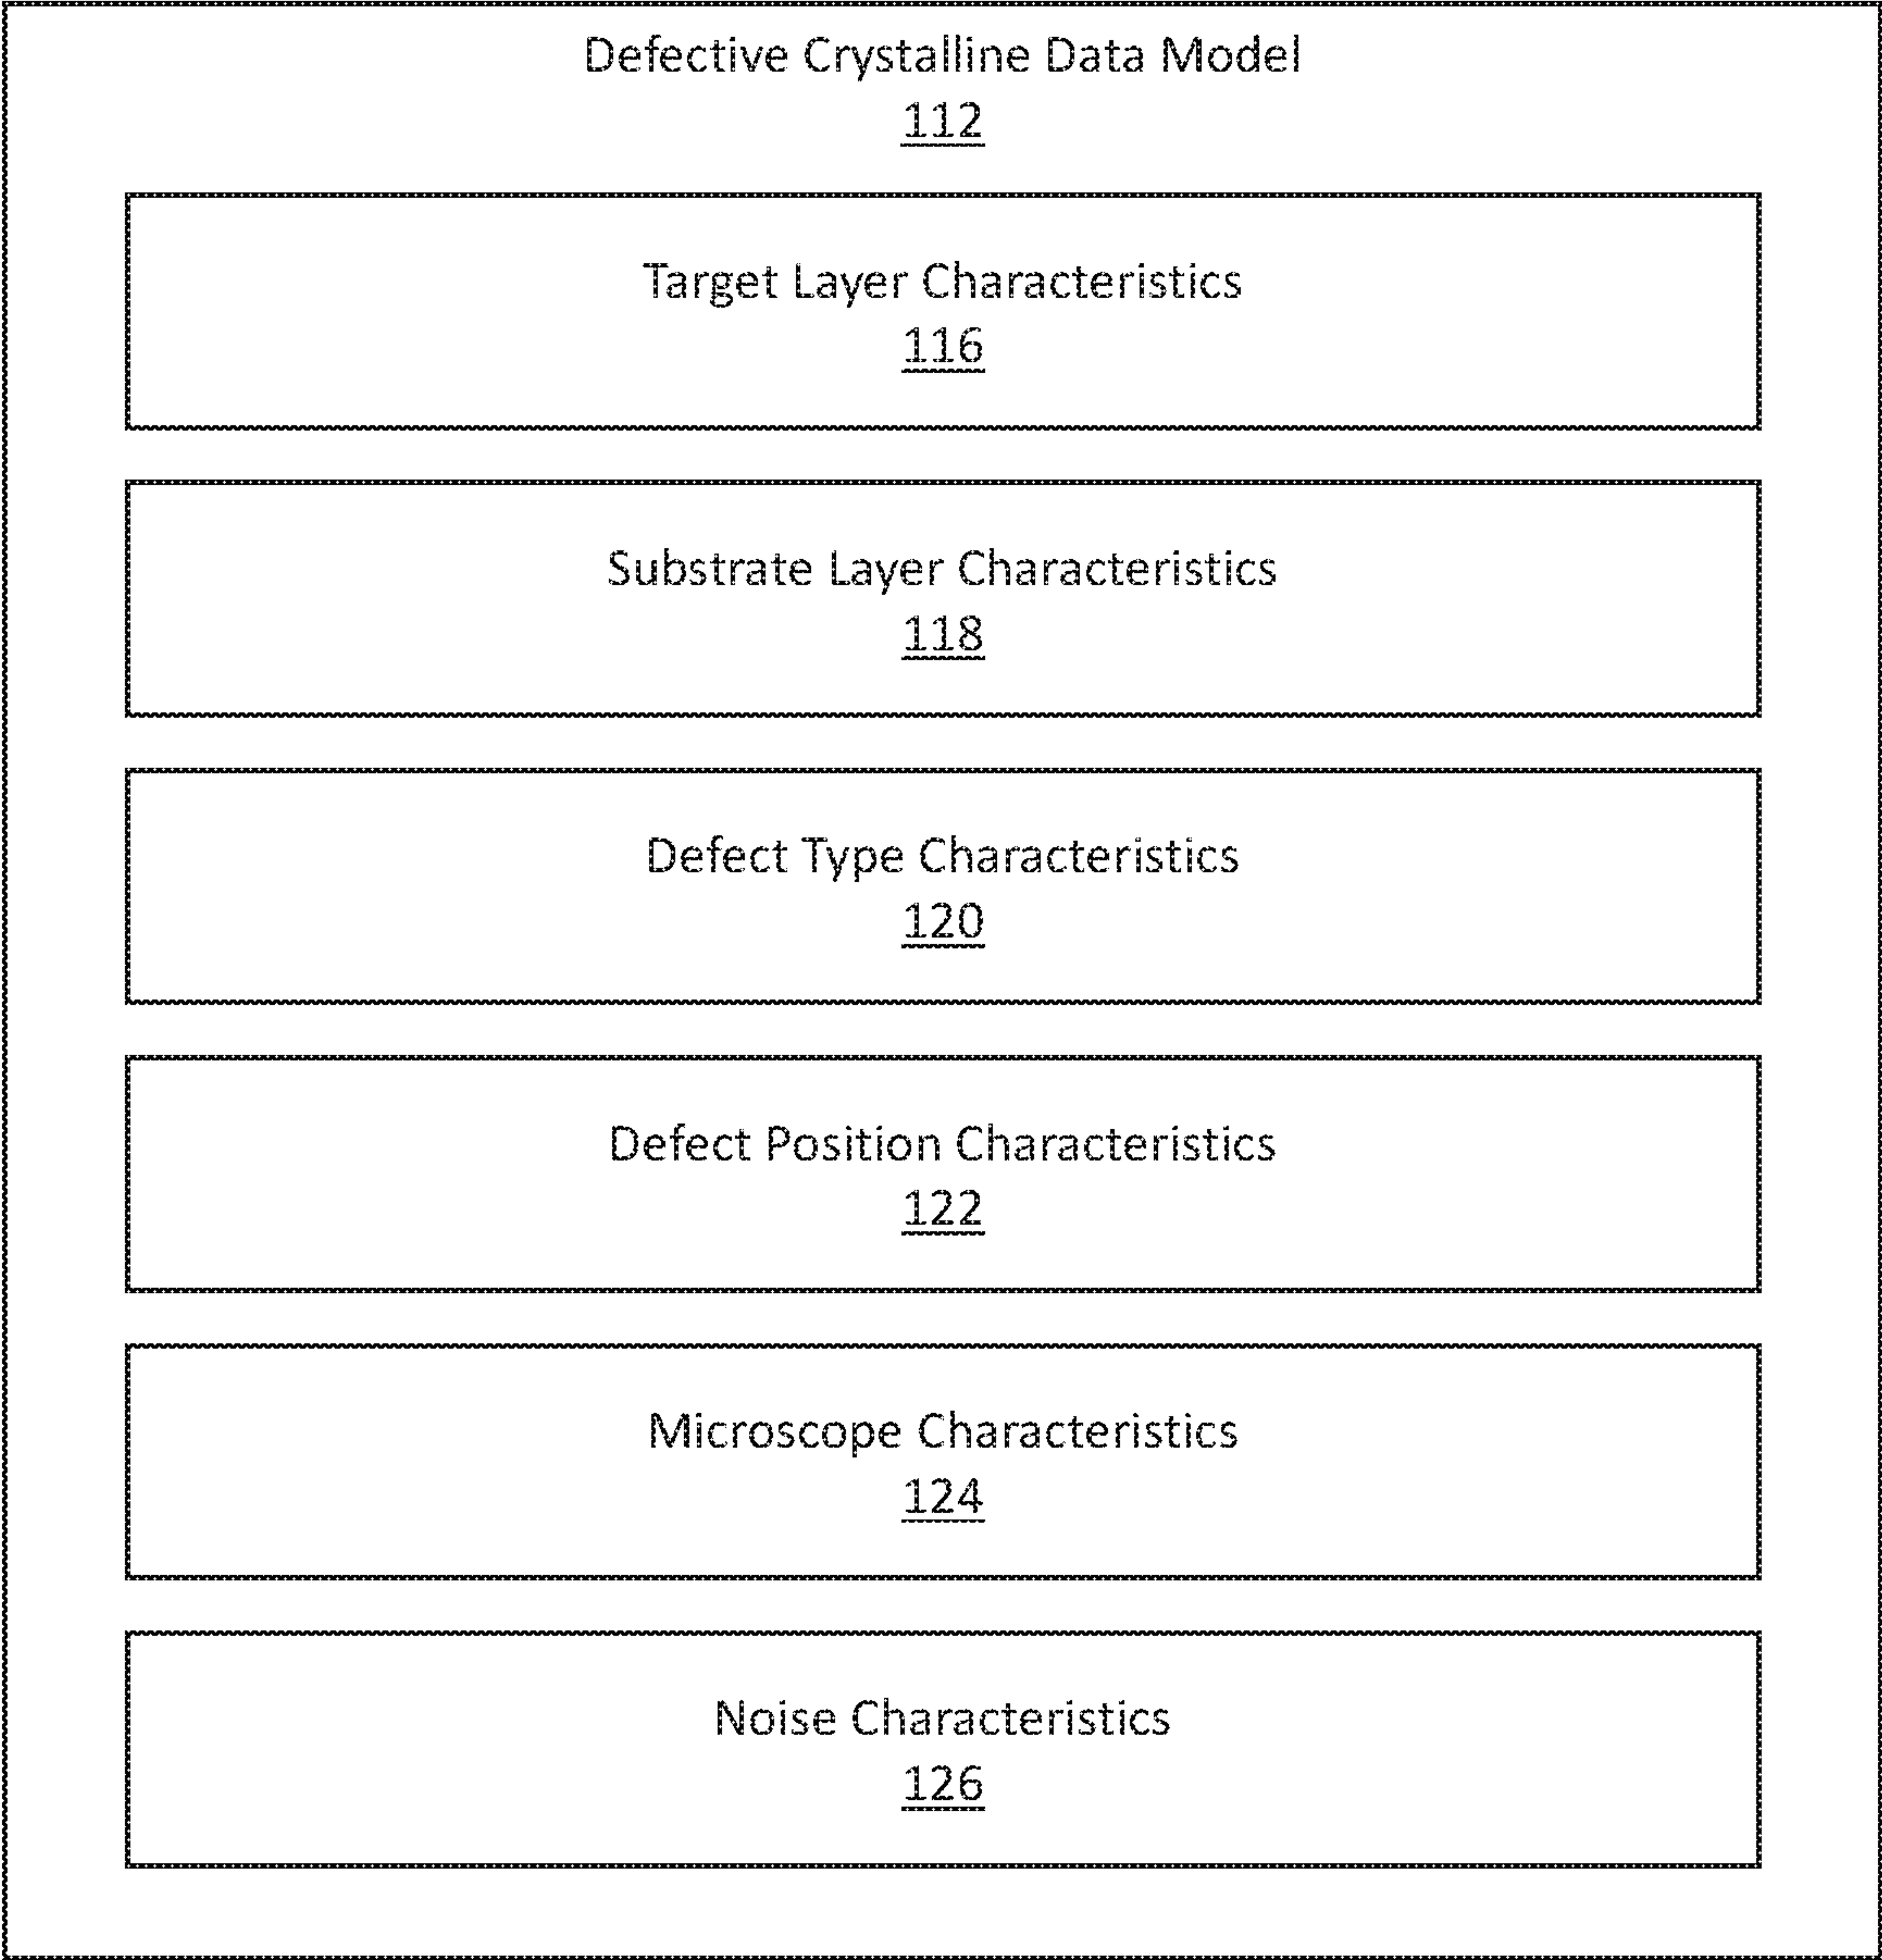 Defective Crystalline Data Model
112
Target Layer Characteristics
116
Substrate Layer Characteristics
118
Defect Type Characteristics
120
Defect Position Characteristics
122
Microscope Characteristics
124
Noise Characteristics
126